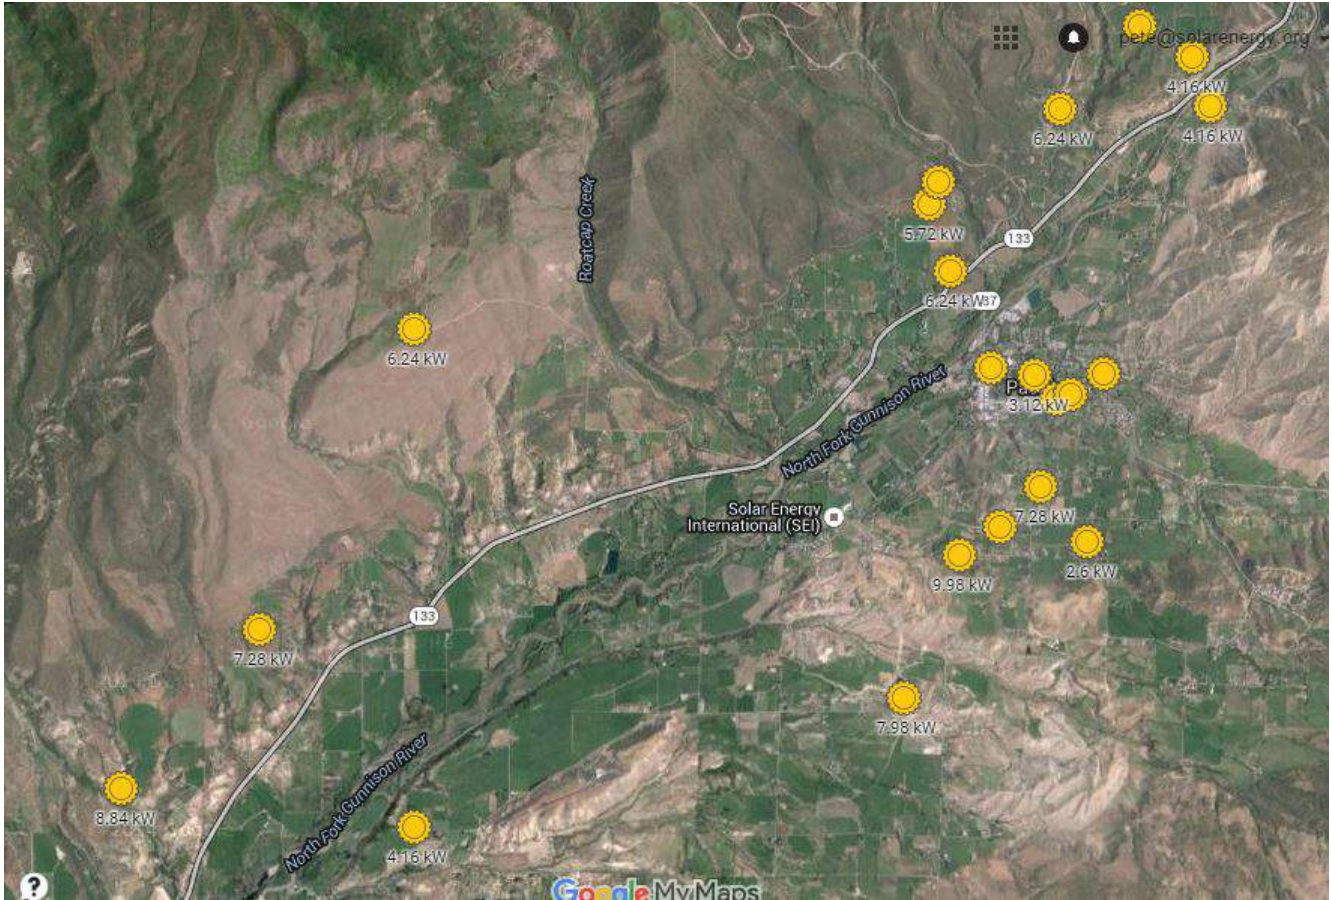 pete@solarenergy.org
4.16 kW
6.24 kW
4.16 kW
Roatcap Creek
5.72 kW
133
6.24 kW
6.24 kW
North Fork Gunnison River
3.12 kW
Solar Energy
International (SEI)
7.28 kW
9.98 kW
2.6 kW
133
7.28 kW
7.98 kW
North Fork Gunnison River
8.84 kW
4.16 kW
?
Google My Maps